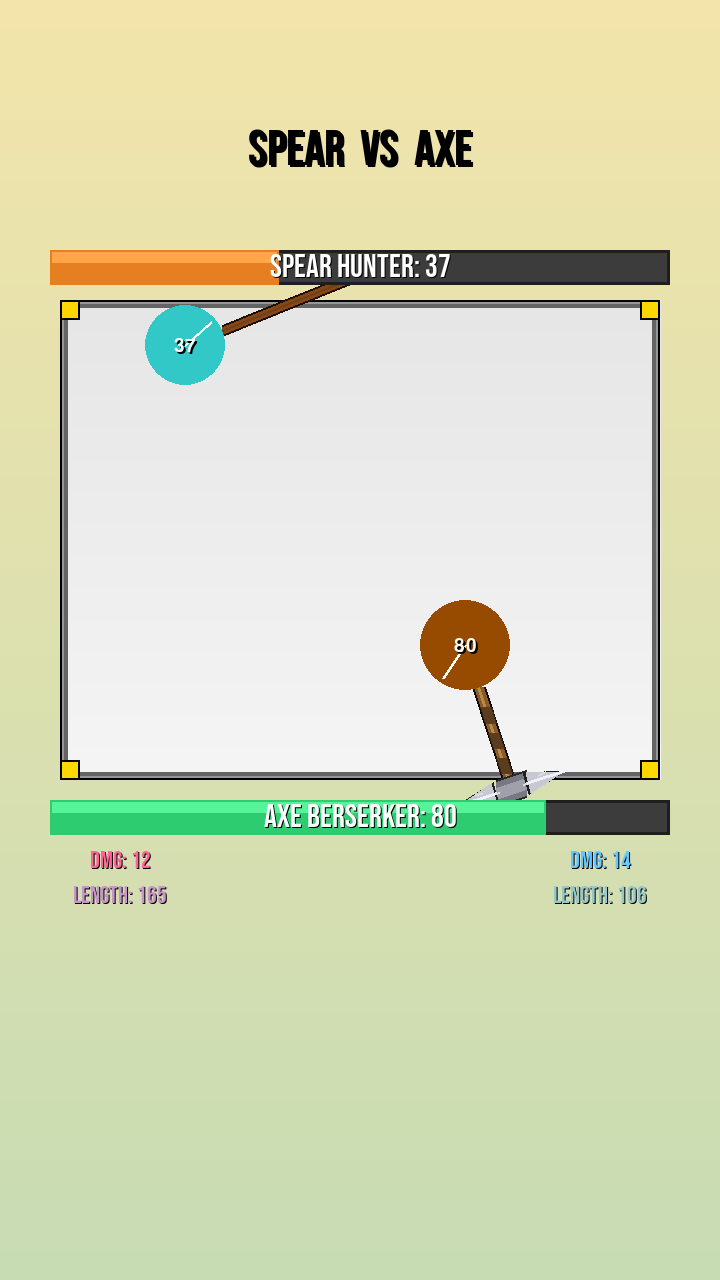 SPEAR VS AXE
SPEAR HUNTER: 37
37
80
AXE BERSERKER: 80
DMG: 12
DMG: 14
LENGTH: 165
LENGTH: 106